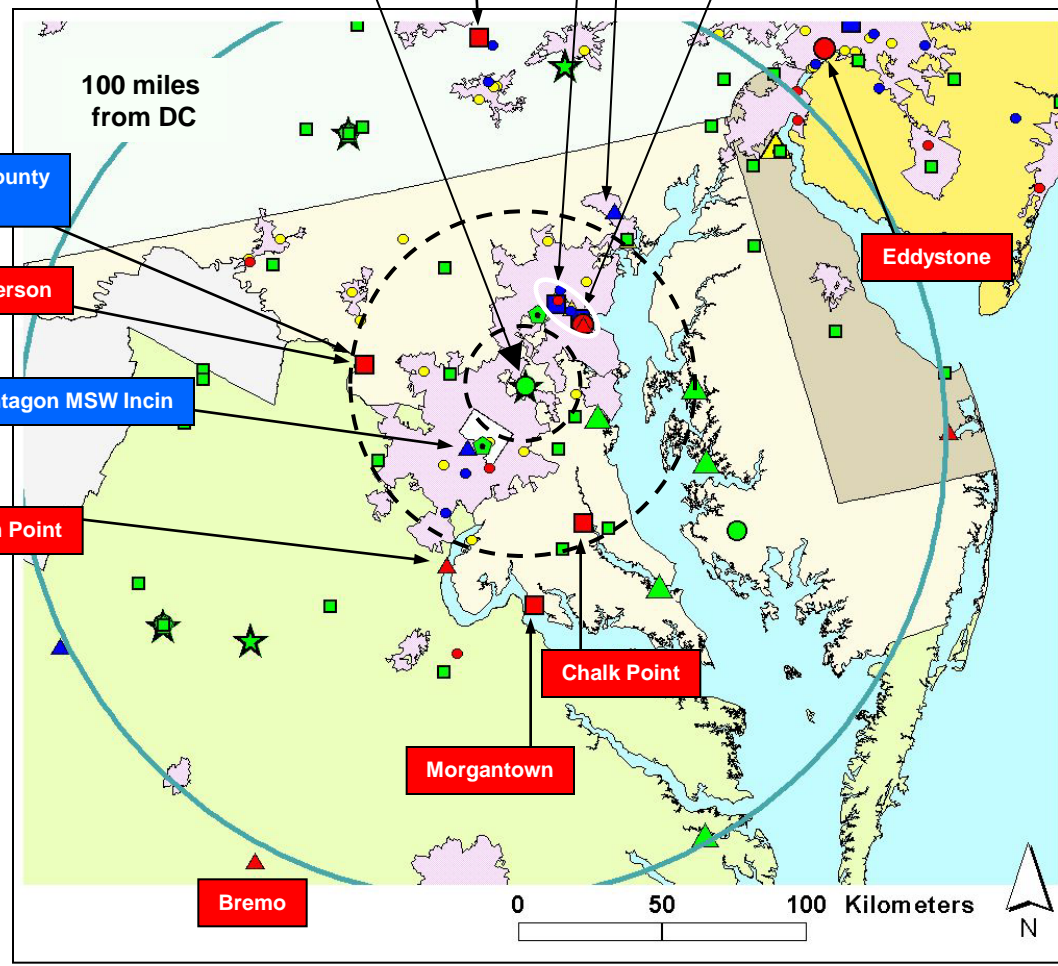 100 miles
from DC
ounty
erson
Eddystone
tagon MSW Incin
Point
Chalk Point
Morgantown
Bremo
0 50 100 Kilometers
N